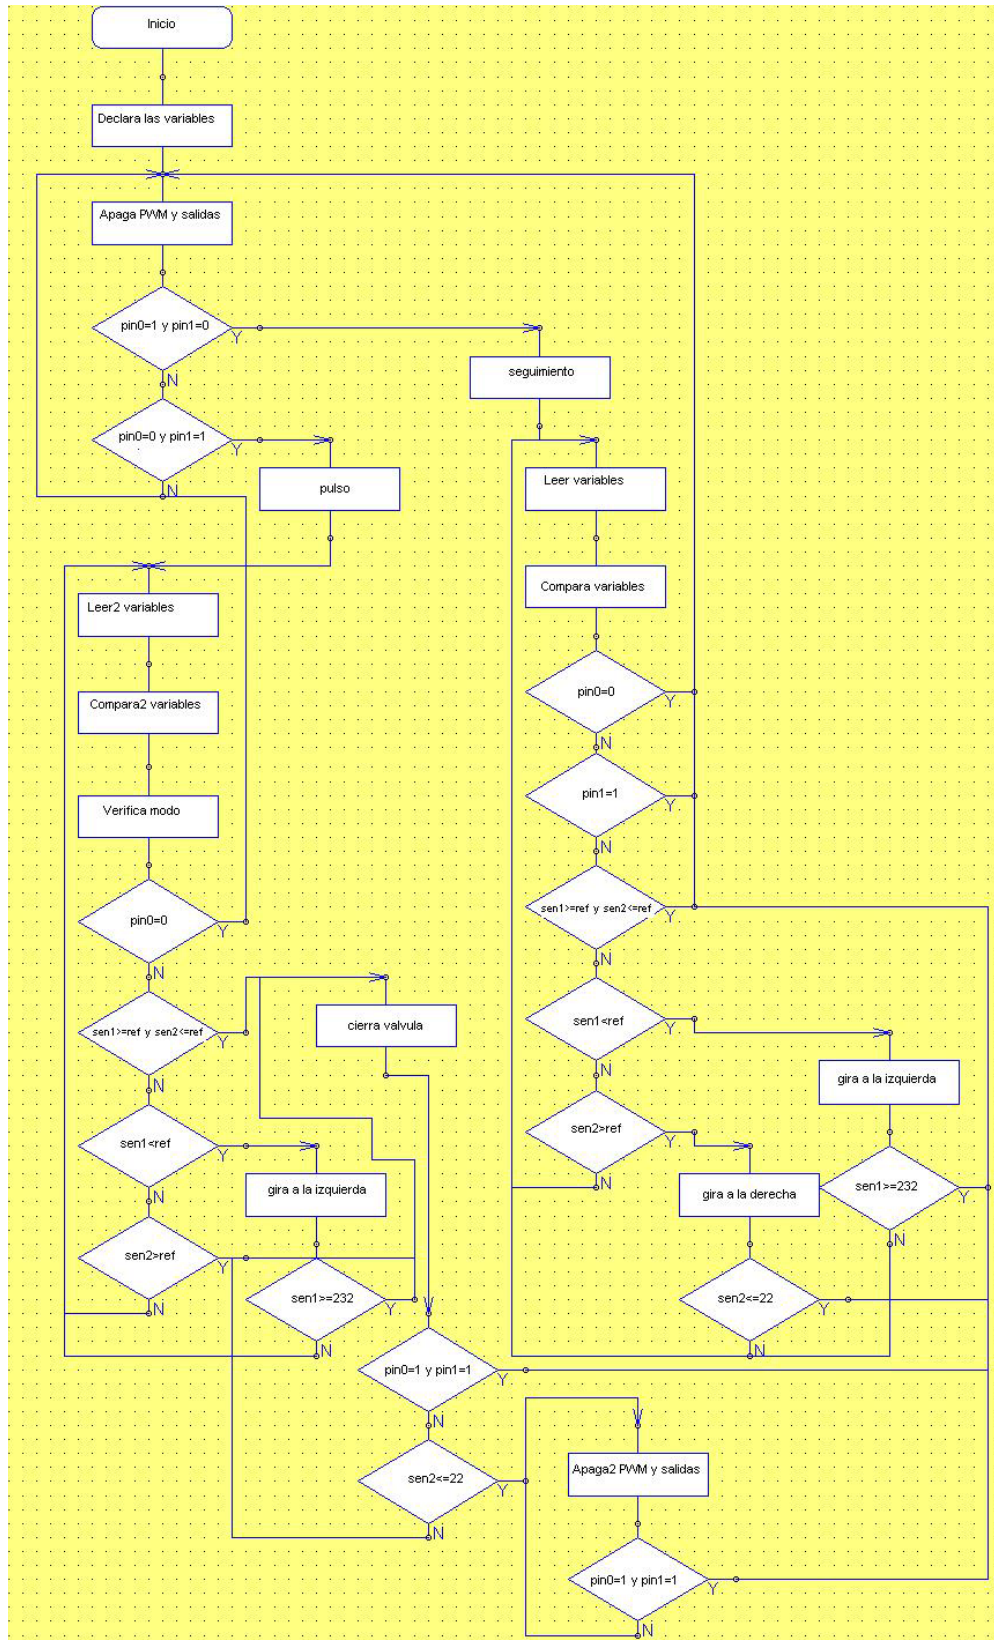 Inicio
Declara las variables
Apaga PWM y salidas
pin0=1 y pin1=0
Y
N
seguimiento
pin0=0 y pin1=1
Y
N
pulso
Leer2 variables
Compara2 variables
Verifica modo
pin0=0
Y
N
sen1>=ref y sen2<=ref
Y
N
cierra valvula
sen1<ref
Y
N
gira a la izquierda
sen2>ref
Y
N
sen1>=232
Y
N
pin0=1 y pin1=1
Y
N
sen2<=22
Y
N
Apaga2 PWM y salidas
pin0=1 y pin1=1
Y
N
Leer variables
Compara variables
pin0=0
Y
N
pin1=1
Y
N
sen1>=ref y sen2<=ref
Y
N
sen1<ref
Y
N
gira a la izquierda
sen2>ref
Y
N
gira a la derecha
sen1>=232
Y
N
sen2<=22
Y
N